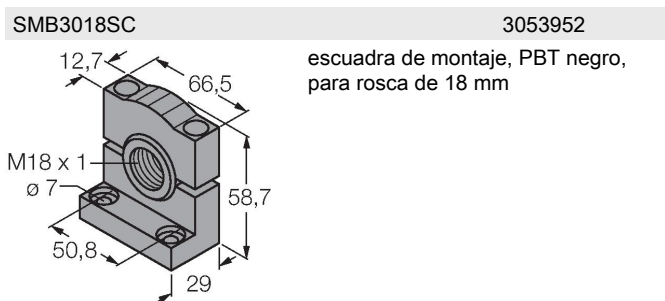 SMB3018SC 3053952
escuadra de montaje, PBT negro,
para rosca de 18 mm
12,7
66,5
M18 x 1
ø 7
58,7
50,8
29